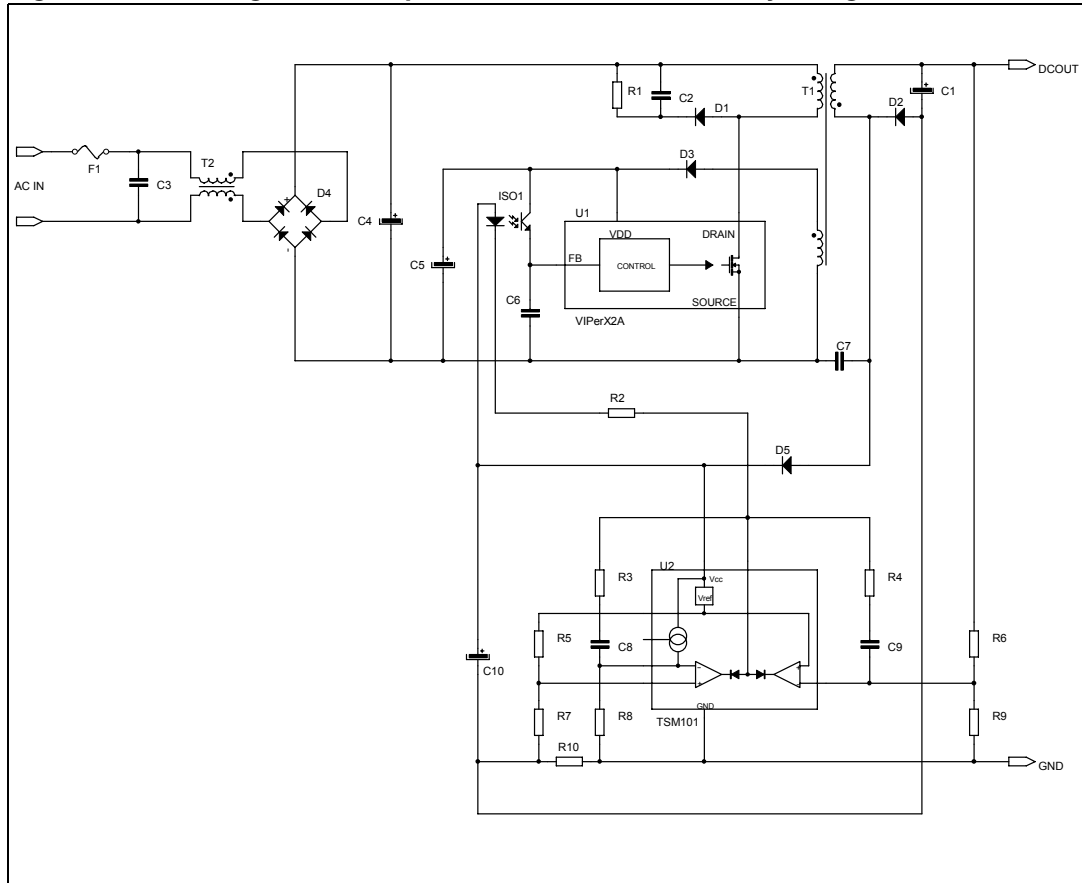 DCOUT
R1
C2
D1
T1
D2
C1
F1
T2
AC IN
C3
D4
+
-
ISO1
D3
C4
+
U1
VDD
DRAIN
C5
+
FB
CONTROL
C6
SOURCE
VIPerX2A
C7
R2
D5
U2
R3
Vcc
R4
Vref
R5
C8
C9
R6
C10
+
-
+
GND
TSM101
R7
R8
R9
R10
GND